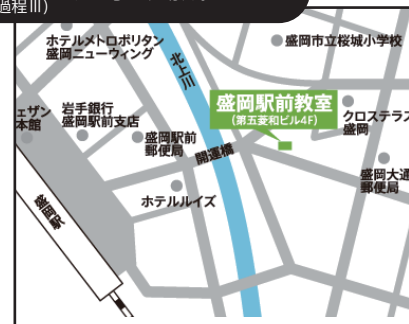 過程Ⅲ)
ホテルメトロポリタン
盛岡ニューウィング
北上川
盛岡市立桜城小学校
盛岡駅前教室
(第五菱和ビル4F)
ェザン
本館
岩手銀行
盛岡駅前支店
盛岡駅前
郵便局
開運橋
クロステラス
盛岡
盛岡大通
郵便局
ホテルルイズ
盛岡駅